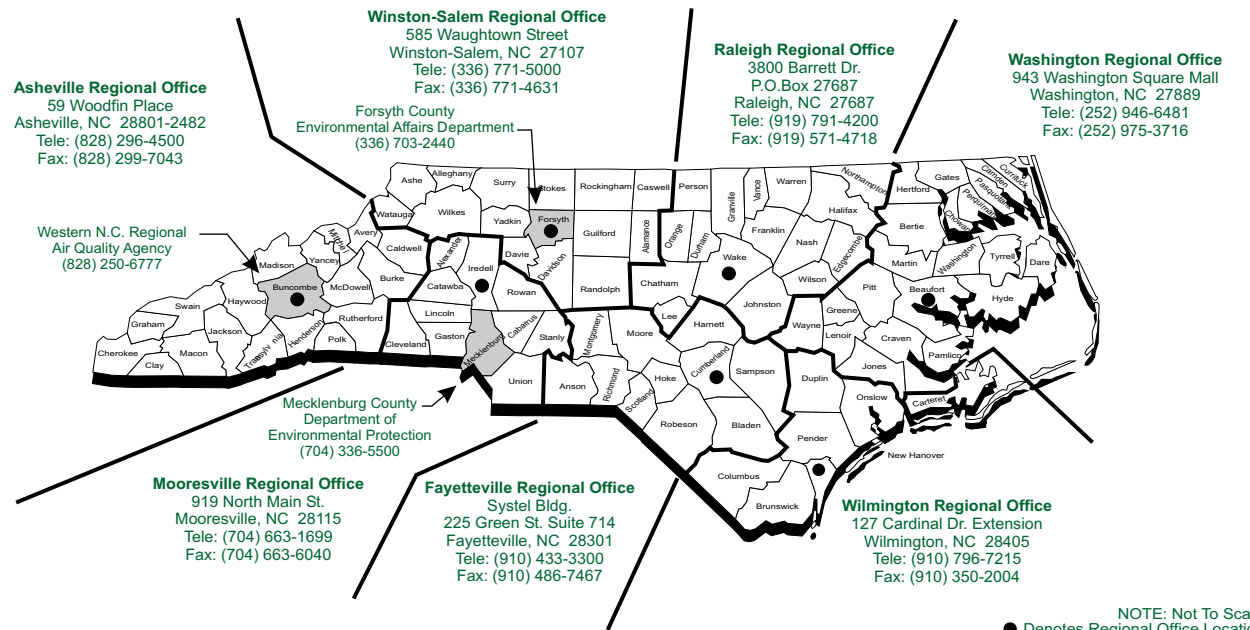 Winston-Salem Regional Office
585 Waughtown Street
Winston-Salem, NC 27107
Tele: (336) 771-5000
Fax: (336) 771-4631
Raleigh Regional Office
3800 Barrett Dr.
P.O.Box 27687
Raleigh, NC 27687
Tele: (919) 791-4200
Fax: (919) 571-4718
Washington Regional Office
943 Washington Square Mall
Washington, NC 27889
Tele: (252) 946-6481
Fax: (252) 975-3716
Asheville Regional Office
59 Woodfin Place
Asheville, NC 28801-2482
Tele: (828) 296-4500
Fax: (828) 299-7043
Forsyth County
Environmental Affairs Department
(336) 703-2440
Western N.C. Regional
Air Quality Agency
(828) 250-6777
Ashe
Alleghany
Surry
Stokes
Rockingham
Caswell
Person
Granville
Vance
Warren
Northampton
Hertford
Gates
Camden
Currituck
Pasquotank
Perquimans
Chowan
Watauga
Wilkes
Yadkin
Forsyth
Guilford
Alamance
Orange
Durham
Franklin
Halifax
Bertie
Mitchell
Avery
Caldwell
Alexander
Iredell
Davie
Davidson
Wake
Nash
Edgecombe
Martin
Washington
Tyrrell
Dare
Madison
Yancey
Buncombe
McDowell
Burke
Catawba
Rowan
Randolph
Chatham
Johnston
Wilson
Pitt
Beaufort
Hyde
Swain
Haywood
Graham
Jackson
Henderson
Rutherford
Lincoln
Cabarrus
Montgomery
Moore
Lee
Harnett
Wayne
Greene
Lenoir
Craven
Pamlico
Cherokee
Clay
Macon
Transylvania
Polk
Cleveland
Gaston
Mecklenburg
Stanly
Union
Anson
Richmond
Scotland
Hoke
Cumberland
Sampson
Duplin
Jones
Onslow
Carteret
Robeson
Bladen
Pender
New Hanover
Columbus
Brunswick
Mecklenburg County
Department of
Environmental Protection
(704) 336-5500
Mooresville Regional Office
919 North Main St.
Mooresville, NC 28115
Tele: (704) 663-1699
Fax: (704) 663-6040
Fayetteville Regional Office
Systel Bldg.
225 Green St. Suite 714
Fayetteville, NC 28301
Tele: (910) 433-3300
Fax: (910) 486-7467
Wilmington Regional Office
127 Cardinal Dr. Extension
Wilmington, NC 28405
Tele: (910) 796-7215
Fax: (910) 350-2004
NOTE: Not To Sca
Denotes Regional Office Locatio